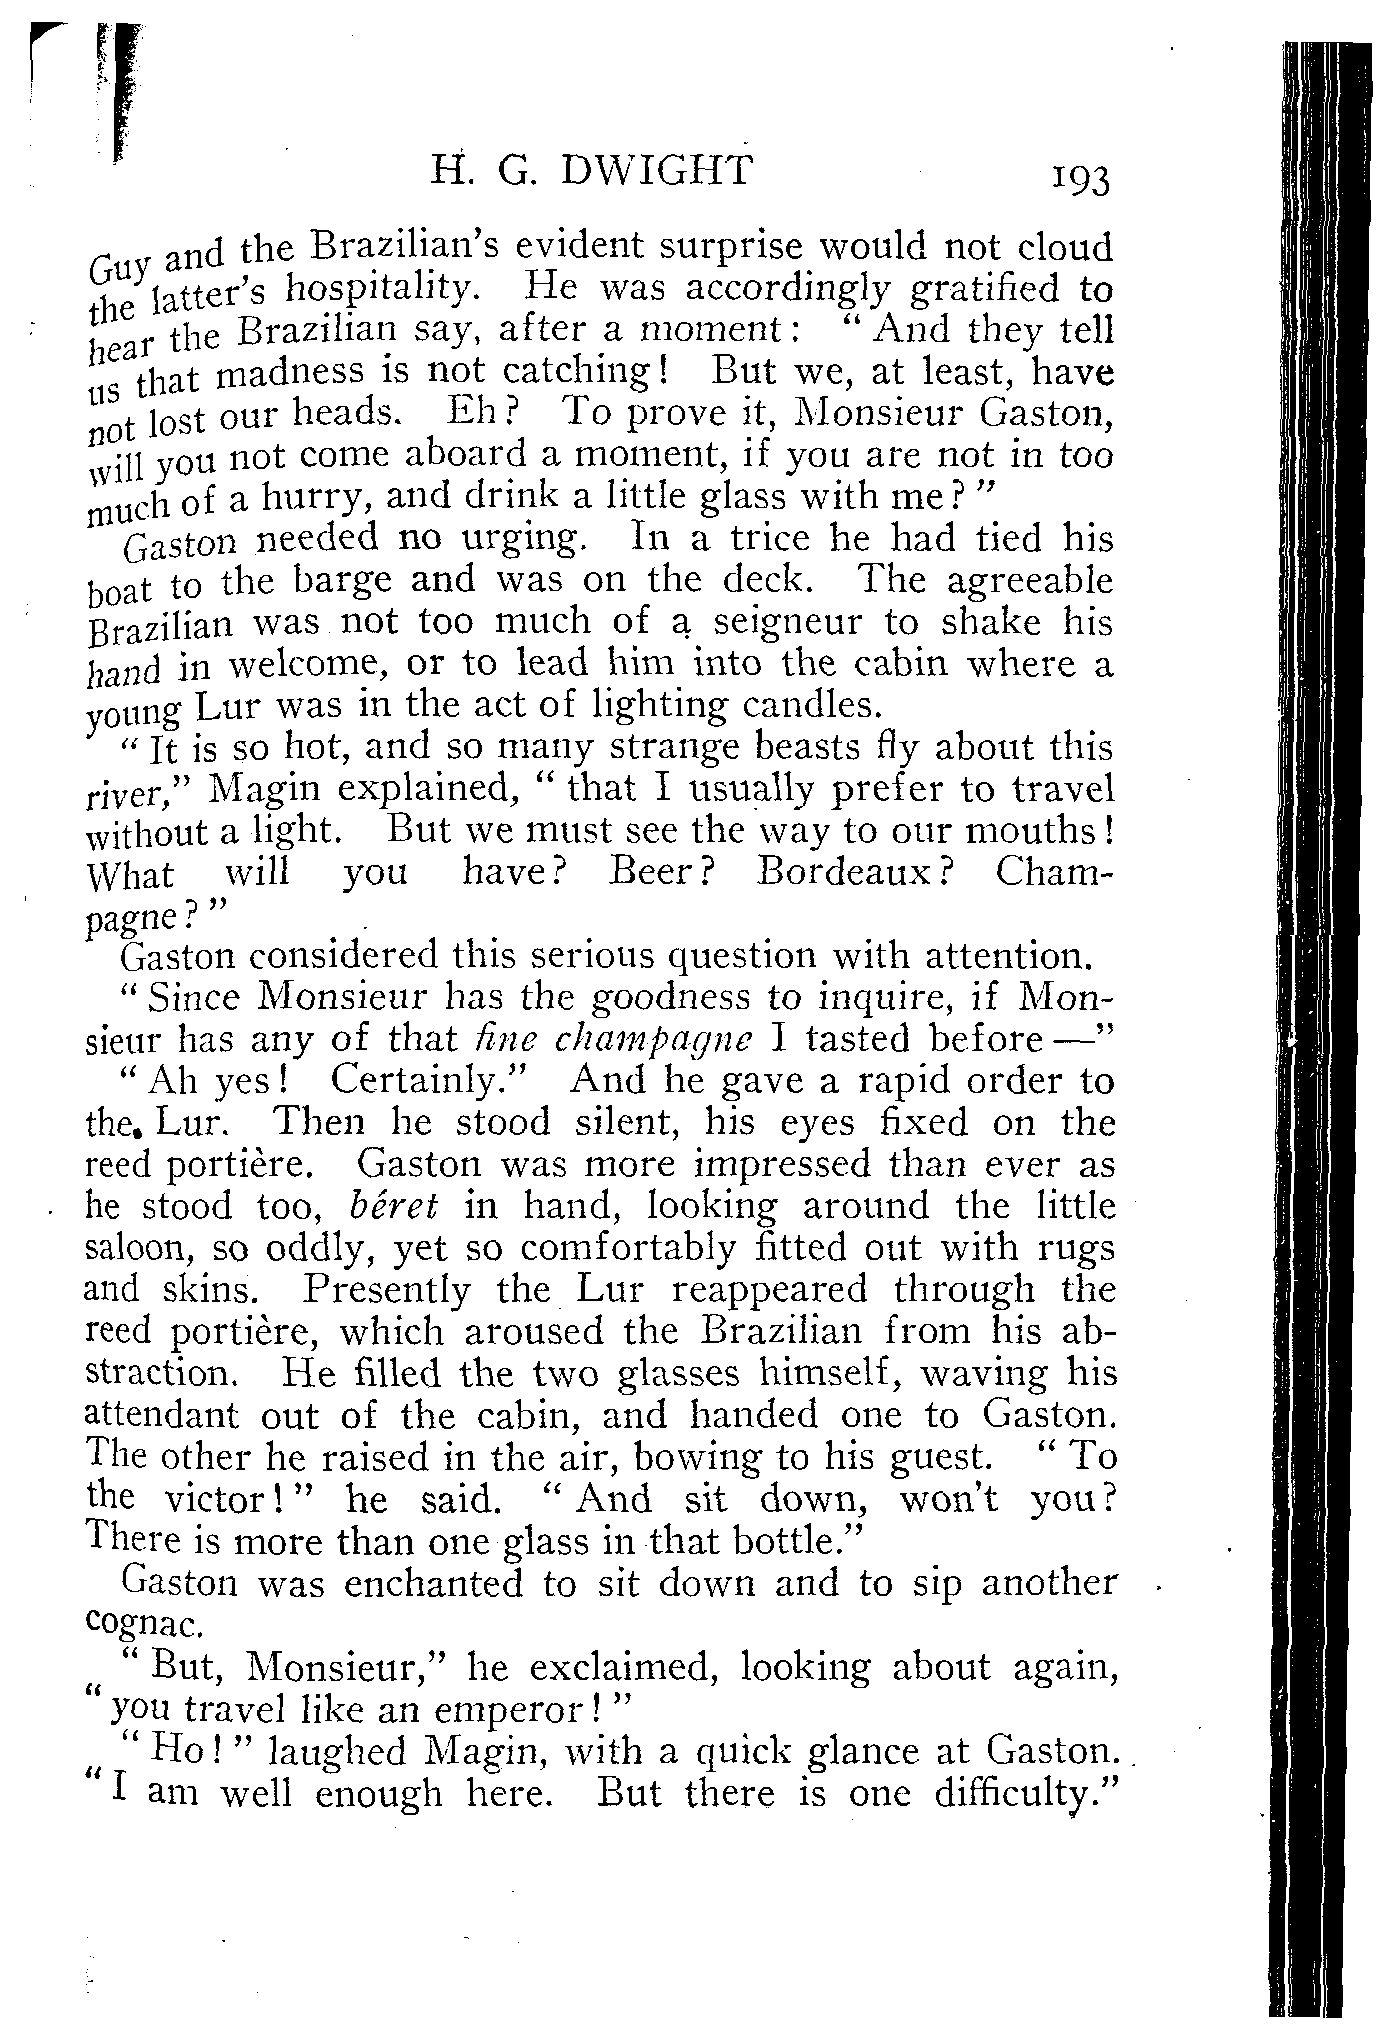 H. G. DWIGHT 193
Guy and the Brazilian's evident surprise would not cloud
the latter's hospitality. He was accordingly gratified to
hear the Brazilian say, after a moment: " And they tell
us that madness is not catching! But we, at least, have
not lost our heads. Eh? To prove it, Monsieur Gaston,
will you not come aboard a moment, if you are not in too
much of a hurry, and drink a little glass with me? "
Gaston needed no urging. In a trice he had tied his
boat to the barge and was on the deck. The agreeable
Brazilian was not too much of a seigneur to shake his
hand in welcome, or to lead him into the cabin where a
young Lur was in the act of lighting candles.
" It is so hot, and so many strange beasts fly about this
river," Magin explained, " that I usually prefer to travel
without a light. But we must see the way to our mouths!
What will you have? Beer? Bordeaux? Cham-
pagne? "
Gaston considered this serious question with attention.
" Since Monsieur has the goodness to inquire, if Mon-
sieur has any of that fine champagne I tasted before —"
" Ah yes! Certainly." And he gave a rapid order to
the Lur. Then he stood silent, his eyes fixed on the
reed portière. Gaston was more impressed than ever as
he stood too, béret in hand, looking around the little
saloon, so oddly, yet so comfortably fitted out with rugs
and skins. Presently the Lur reappeared through the
reed portière, which aroused the Brazilian from his ab-
straction. He filled the two glasses himself, waving his
attendant out of the cabin, and handed one to Gaston.
The other he raised in the air, bowing to his guest. " To
the victor! " he said. " And sit down, won't you?
There is more than one glass in that bottle."
Gaston was enchanted to sit down and to sip another
cognac.
" But, Monsieur," he exclaimed, looking about again,
" you travel like an emperor! "
" Ho! " laughed Magin, with a quick glance at Gaston.
" I am well enough here. But there is one difficulty."